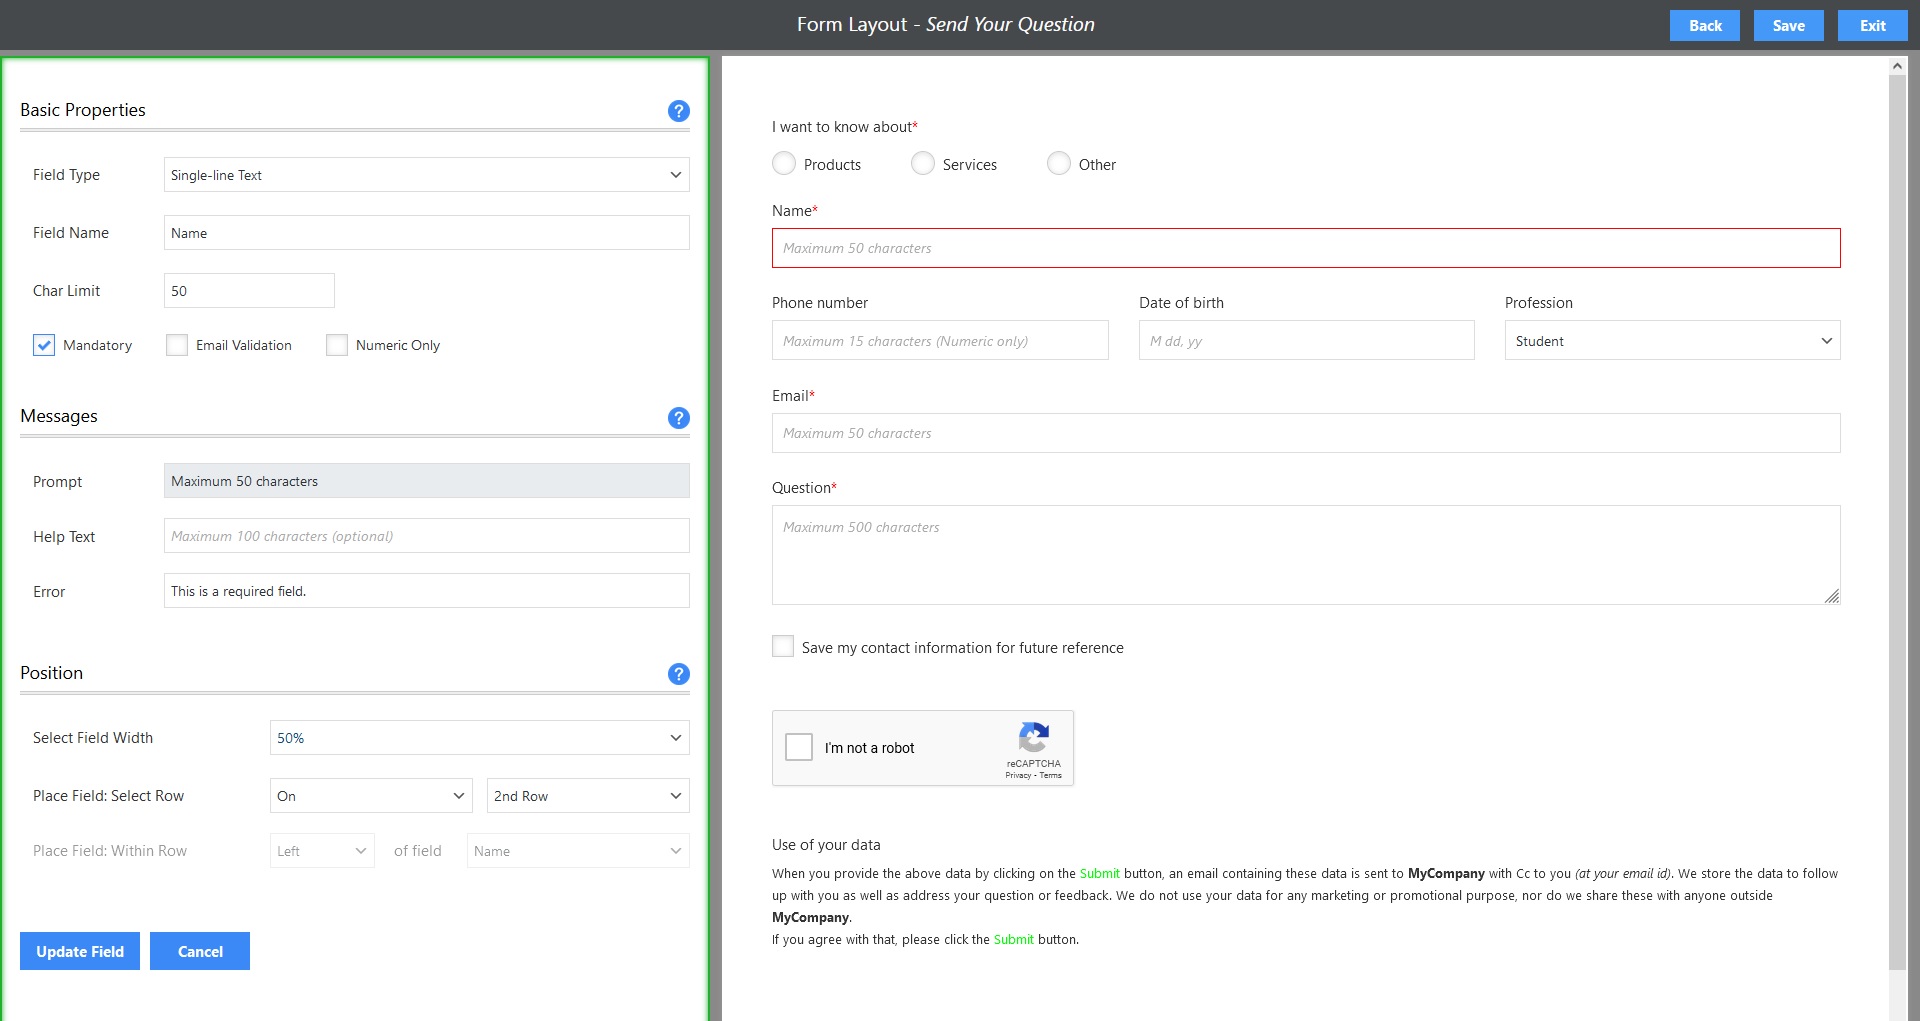 Form Layout - Send Your Question
Back
Save
Exit
Basic Properties
?
Field Type
Single-line Text
Field Name
Name
Char Limit
50
Mandatory
Email Validation
Numeric Only
Messages
?
Prompt
Maximum 50 characters
Help Text
Maximum 100 characters (optional)
Error
This is a required field.
Position
?
Select Field Width
50%
Place Field: Select Row
On
2nd Row
Place Field: Within Row
Left
of field
Name
Update Field
Cancel
I want to know about*
Products
Services
Other
Name*
Maximum 50 characters
Phone number
Date of birth
Profession
Maximum 15 characters (Numeric only)
M dd, yy
Student
Email*
Maximum 50 characters
Question*
Maximum 500 characters
Save my contact information for future reference
I'm not a robot
reCAPTCHA
Privacy - Terms
Use of your data
When you provide the above data by clicking on the Submit button, an email containing these data is sent to MyCompany with Cc to you (at your email id). We store the data to follow
up with you as well as address your question or feedback. We do not use your data for any marketing or promotional purpose, nor do we share these with anyone outside
MyCompany.
If you agree with that, please click the Submit button.